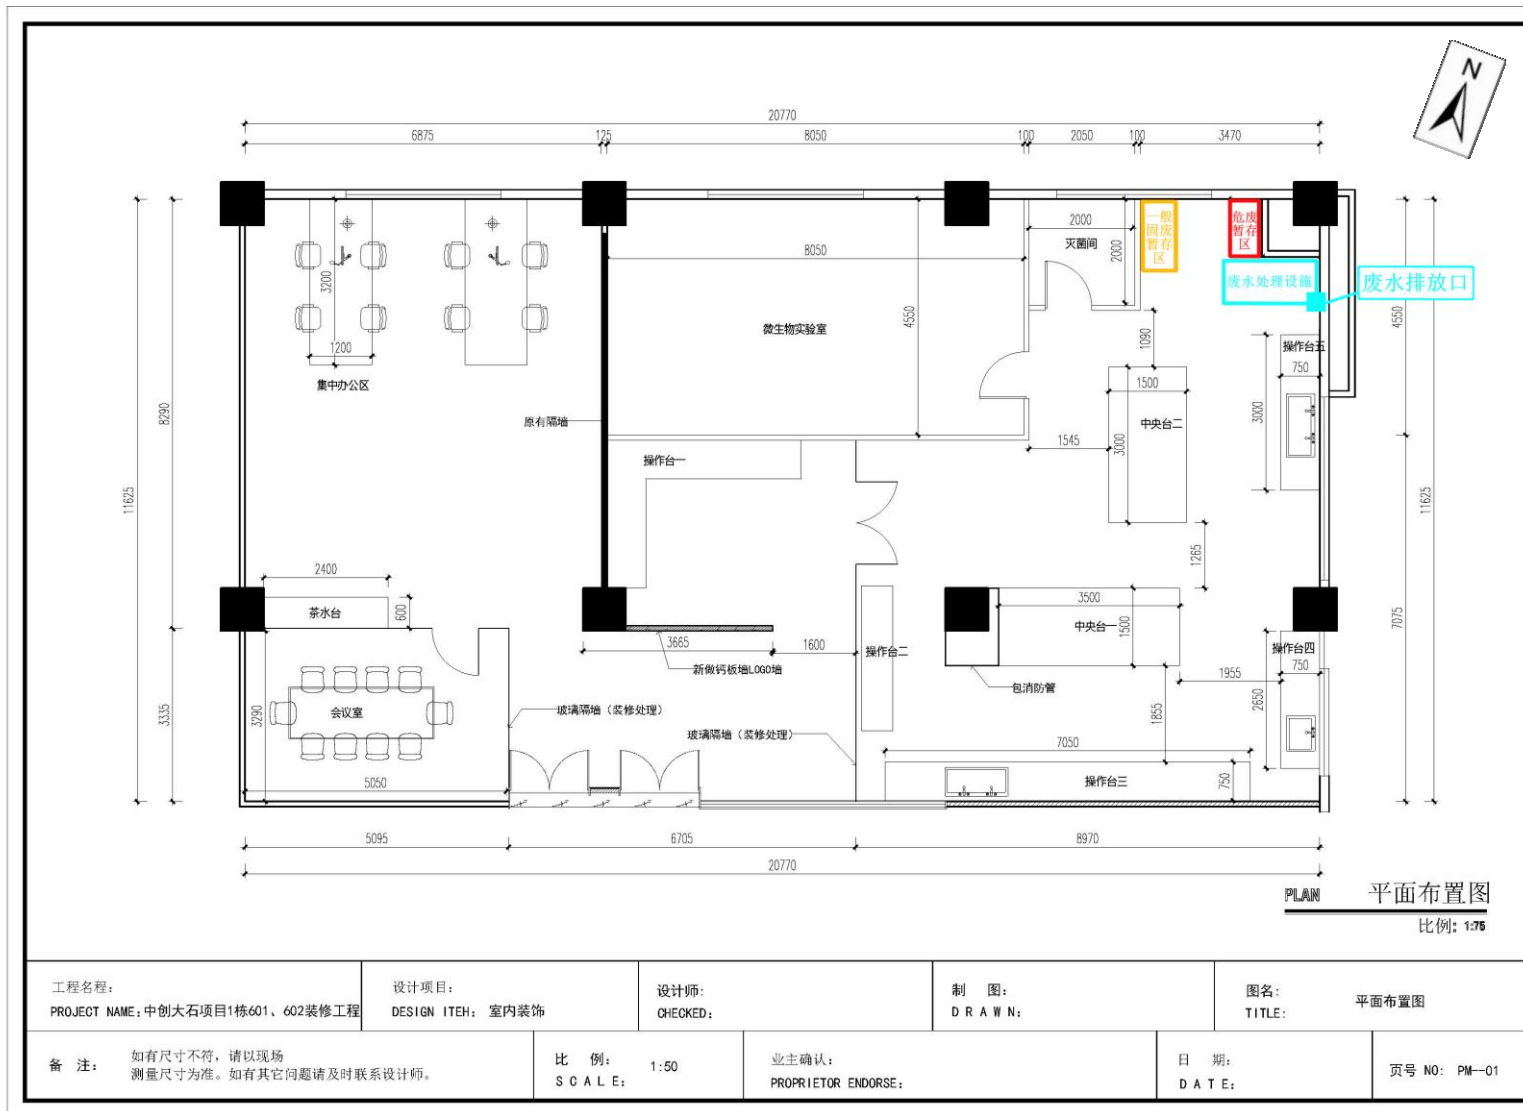 N
20770
6875
125
8050
100
2050
100
3470
2000
灭菌间
2000
一般
固废
暂存
区
危废
暂存
区
废水处理设施
废水排放口
8050
微生物实验室
4550
4550
3200
1200
集中办公区
原有隔墙
1090
操作台五
750
3000
1500
中央台二
3000
1545
8290
11625
11625
操作台一
1265
2400
茶水台
600
3500
中央台一
1500
7075
3665
1600
新做钙板墙LOGO墙
操作台二
包消防管
操作台四
750
1955
2650
3335
3290
会议室
玻璃隔墙（装修处理）
玻璃隔墙（装修处理）
1855
7050
5050
操作台三
750
5095
6705
8970
20770
PLAN 平面布置图
比例: 1:75
工程名程:
PROJECT NAME: 中创大石项目1栋601、602装修工程
设计项目:
DESIGN ITEH: 室内装饰
设计师:
CHECKED:
制 图:
DRAWN:
图名:
TITLE:
平面布置图
备 注:
如有尺寸不符，请以现场
测量尺寸为准。如有其它问题请及时联系设计师。
比 例:
SCALE:
1:50
业主确认:
PROPRIETOR ENDORSE:
日 期:
DATE:
页号 NO: PM--01